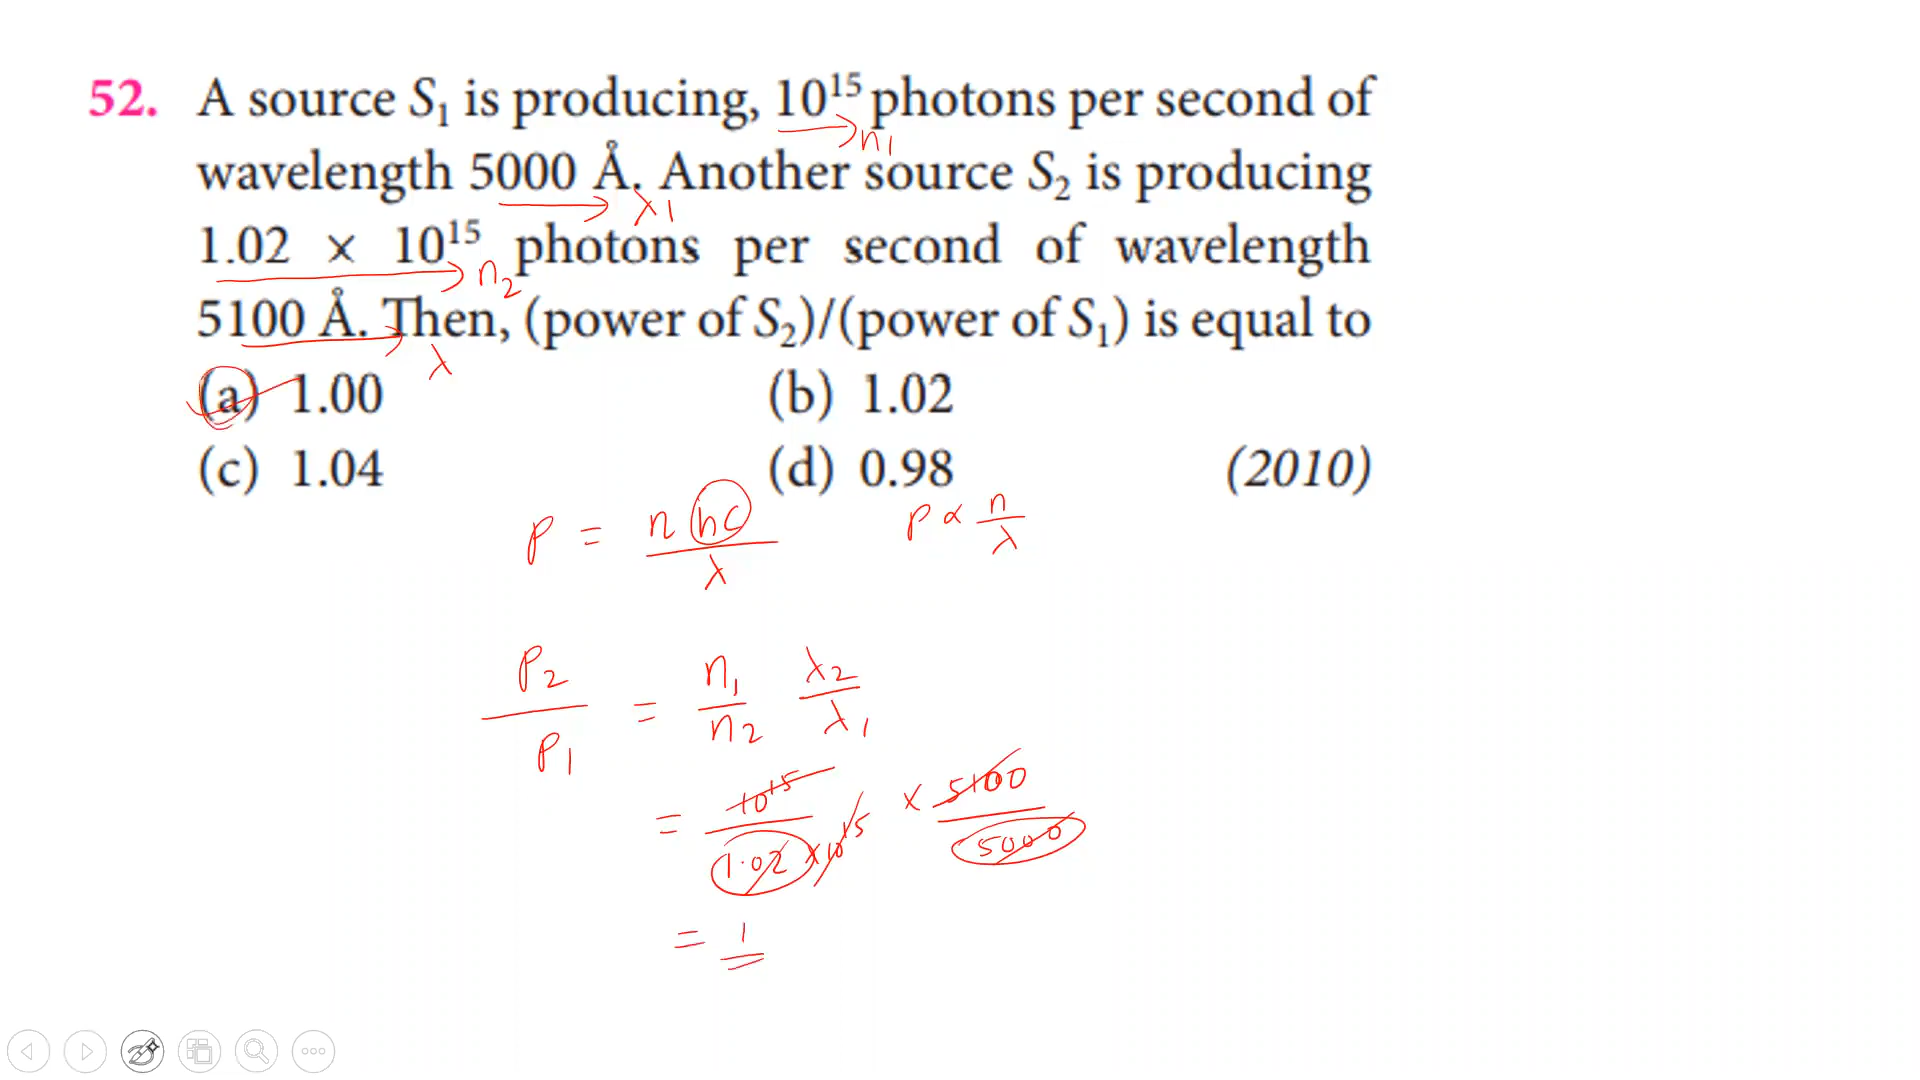 52. A source S₁ is producing, 10¹⁵ photons per second of
n₁
wavelength 5000 Å. Another source S₂ is producing
λ₁
1.02 × 10¹⁵ photons per second of wavelength
n₂
5100 Å. Then, (power of S₂)/(power of S₁) is equal to
λ
(a) 1.00 (b) 1.02
(c) 1.04 (d) 0.98 (2010)
P = n hc / λ P ∝ n / λ
P₂ / P₁ = n₁ / n₂ λ₂ / λ₁
= 10¹⁵ / 1.02 × 10¹⁵ × 5100 / 5000
= 1